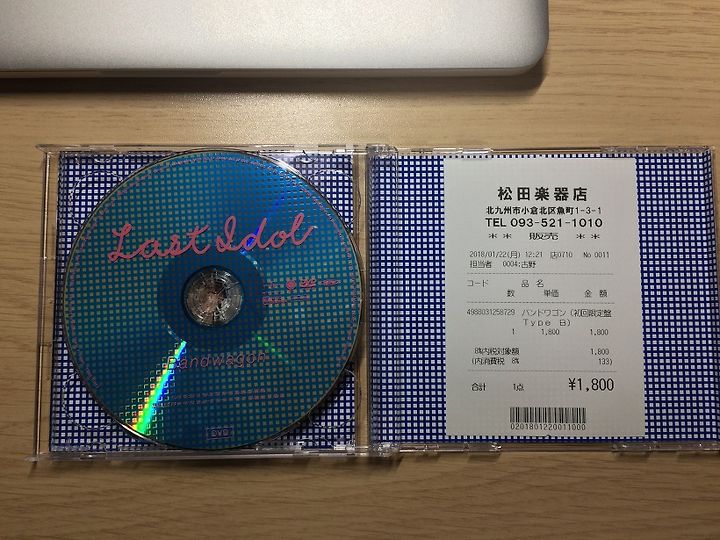 Last Idol
Bandwagon
DVD
松田楽器店
北九州市小倉北区魚町1-3-1
TEL 093-521-1010
** 販売 **
2018/01/22(月) 12:21 店0710 No 0011
担当者 0004:古野
コード 品名
数 単価 金額
4988031258729 バンドワゴン(初回限定盤
Type B)
1 1,800 1,800
8%内税対象額 1,800
(内消費税 8% 133)
合計 1点 ¥1,800
0201801220011000